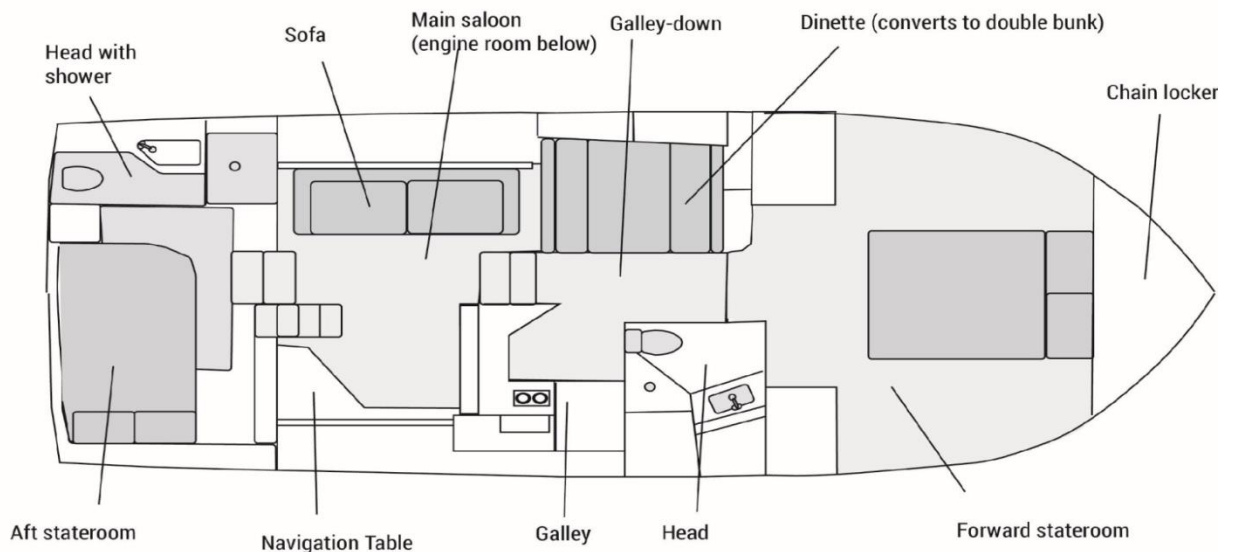 Head with
shower
Sofa
Main saloon
(engine room below)
Galley-down
Dinette (converts to double bunk)
Chain locker
Aft stateroom
Navigation Table
Galley
Head
Forward stateroom